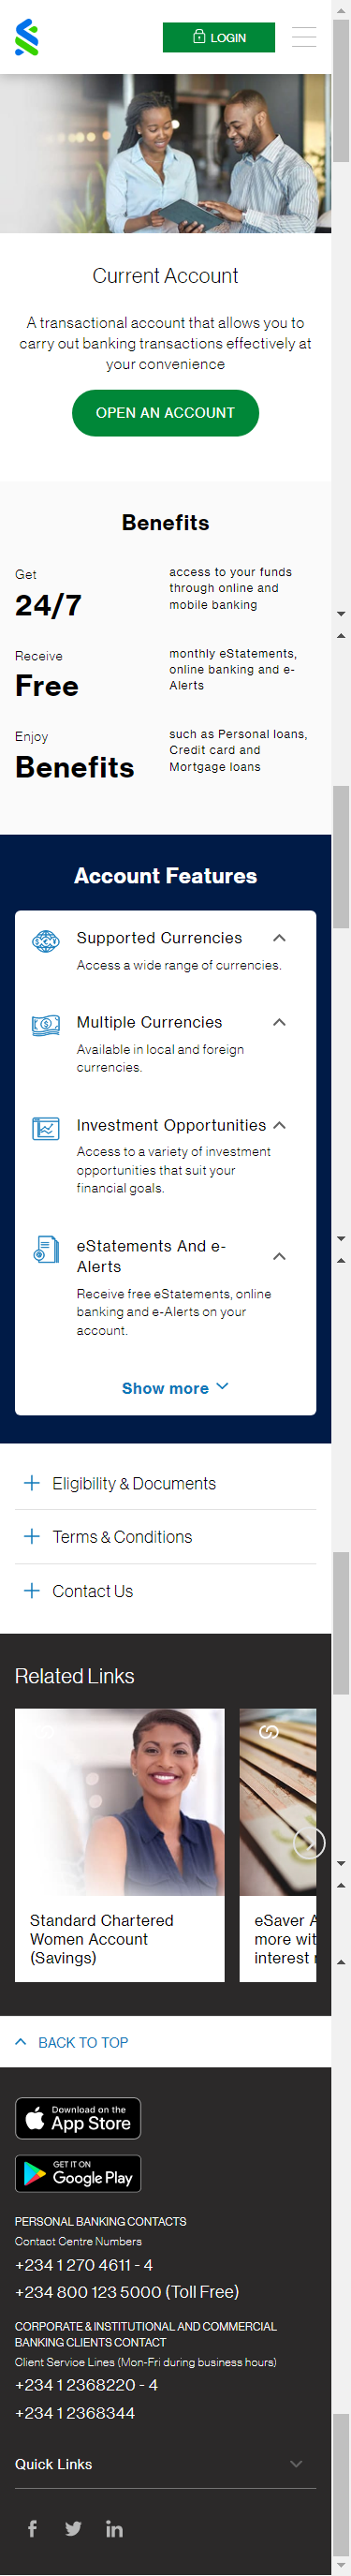 LOGIN
Current Account
A transactional account that allows you to
carry out banking transactions effectively at
your convenience
OPEN AN ACCOUNT
Benefits
Get
24/7
access to your funds
through online and
mobile banking
Receive
Free
monthly eStatements,
online banking and e-
Alerts
Enjoy
Benefits
such as Personal loans,
Credit card and
Mortgage loans
Account Features
Supported Currencies
Access a wide range of currencies.
Multiple Currencies
Available in local and foreign
currencies.
Investment Opportunities
Access to a variety of investment
opportunities that suit your
financial goals.
eStatements And e-
Alerts
Receive free eStatements, online
banking and e-Alerts on your
account.
Show more
Eligibility & Documents
Terms & Conditions
Contact Us
Related Links
Standard Chartered
Women Account
(Savings)
eSaver A
more wit
interest
BACK TO TOP
Download on the
App Store
GET IT ON
Google Play
PERSONAL BANKING CONTACTS
Contact Centre Numbers
+234 1 270 4611 - 4
+234 800 123 5000 (Toll Free)
CORPORATE & INSTITUTIONAL AND COMMERCIAL
BANKING CLIENTS CONTACT
Client Service Lines (Mon-Fri during business hours)
+234 1 2368220 - 4
+234 1 2368344
Quick Links